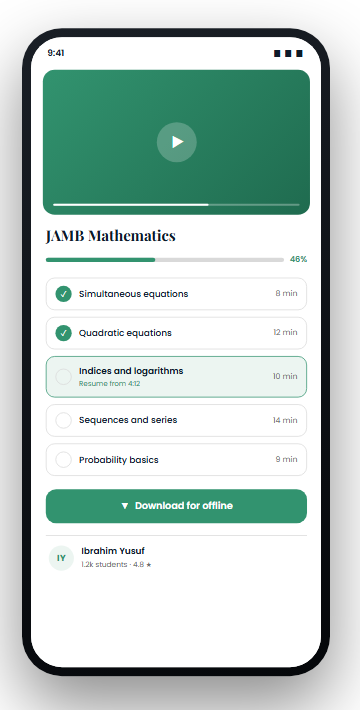 9:41
JAMB Mathematics
46%
Simultaneous equations 8 min
Quadratic equations 12 min
Indices and logarithms 10 min
Resume from 4:12
Sequences and series 14 min
Probability basics 9 min
▼ Download for offline
IY Ibrahim Yusuf
1.2k students · 4.8 ★